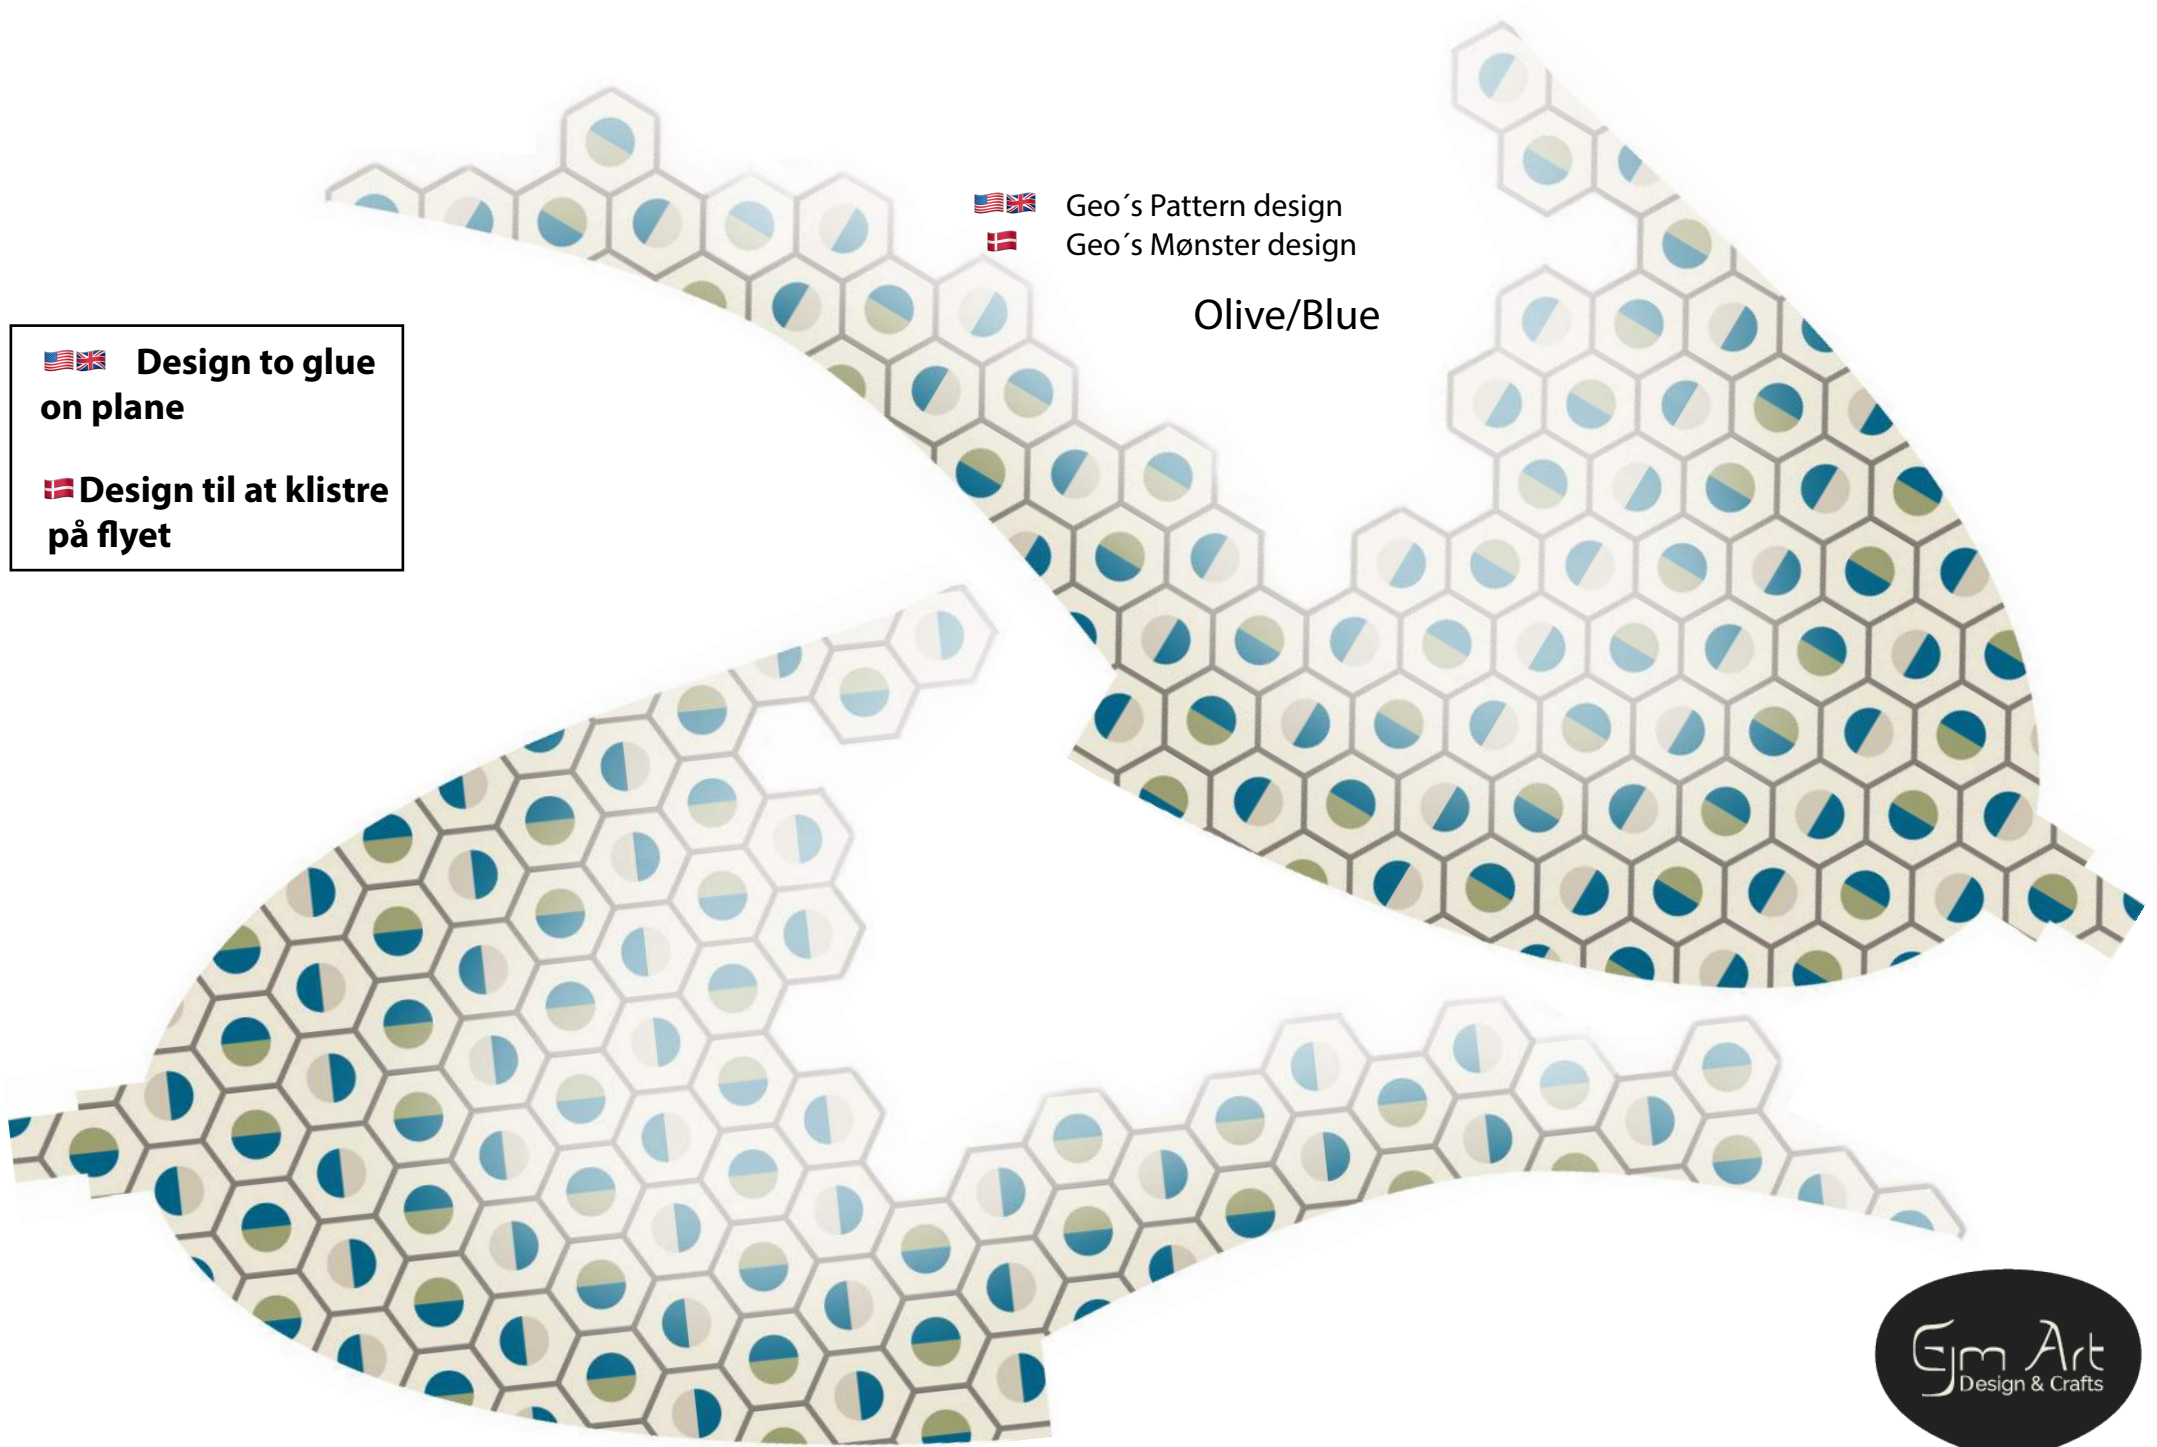 Geo´s Pattern design
Geo´s Mønster design
Olive/Blue
Design to glue
on plane
Design til at klistre
på flyet
Gjm Art
Design & Crafts